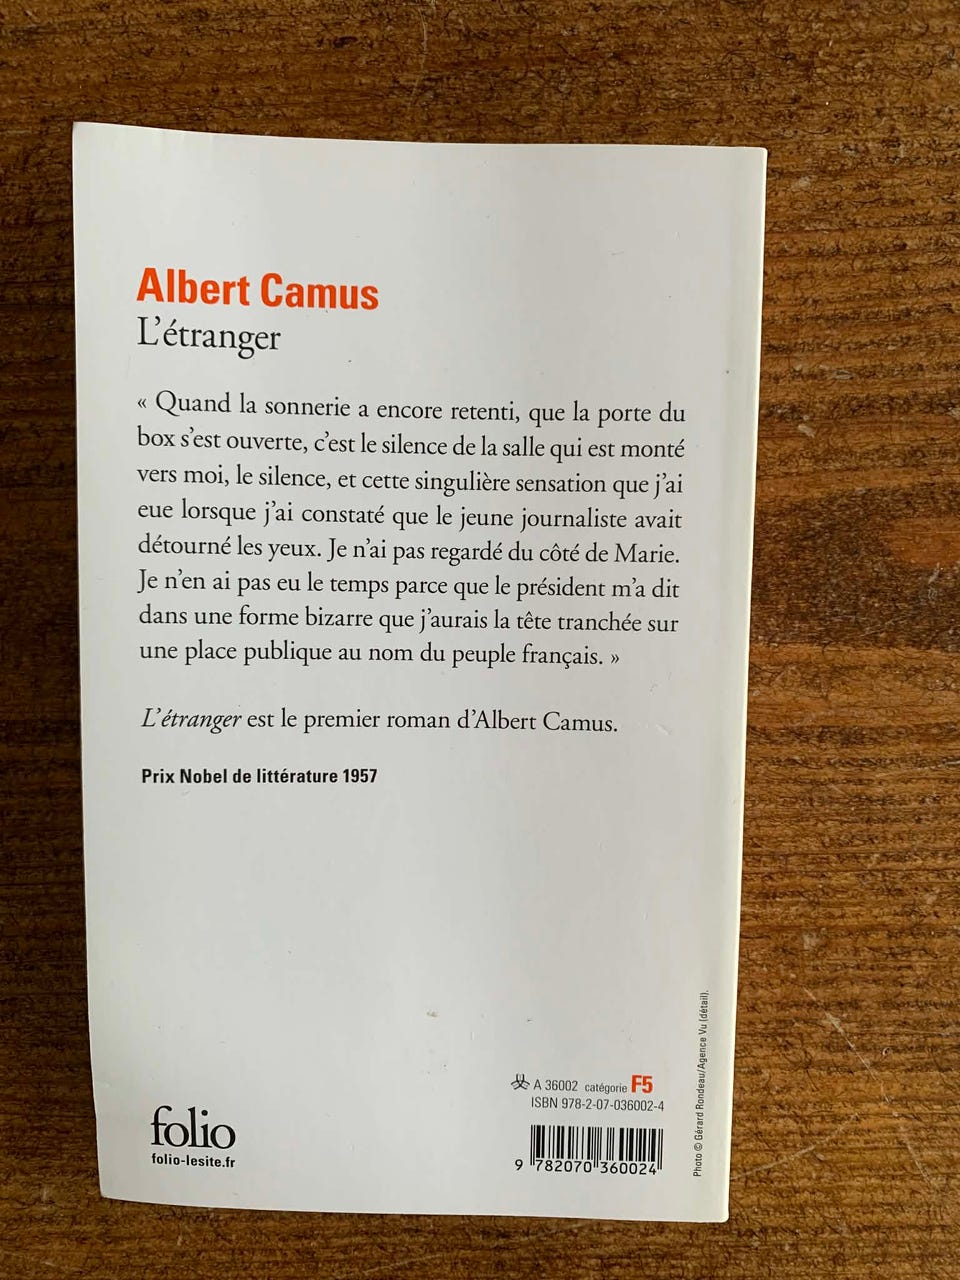 Albert Camus
L'étranger
« Quand la sonnerie a encore retenti, que la porte du
box s'est ouverte, c'est le silence de la salle qui est monté
vers moi, le silence, et cette singulière sensation que j'ai
eue lorsque j'ai constaté que le jeune journaliste avait
détourné les yeux. Je n'ai pas regardé du côté de Marie.
Je n'en ai pas eu le temps parce que le président m'a dit
dans une forme bizarre que j'aurais la tête tranchée sur
une place publique au nom du peuple français. »
L'étranger est le premier roman d'Albert Camus.
Prix Nobel de littérature 1957
A 36002 catégorie F5
ISBN 978-2-07-036002-4
9 782070 360024
folio
folio-lesite.fr
Photo © Gérard Rondeau/Agence Vu (détail).